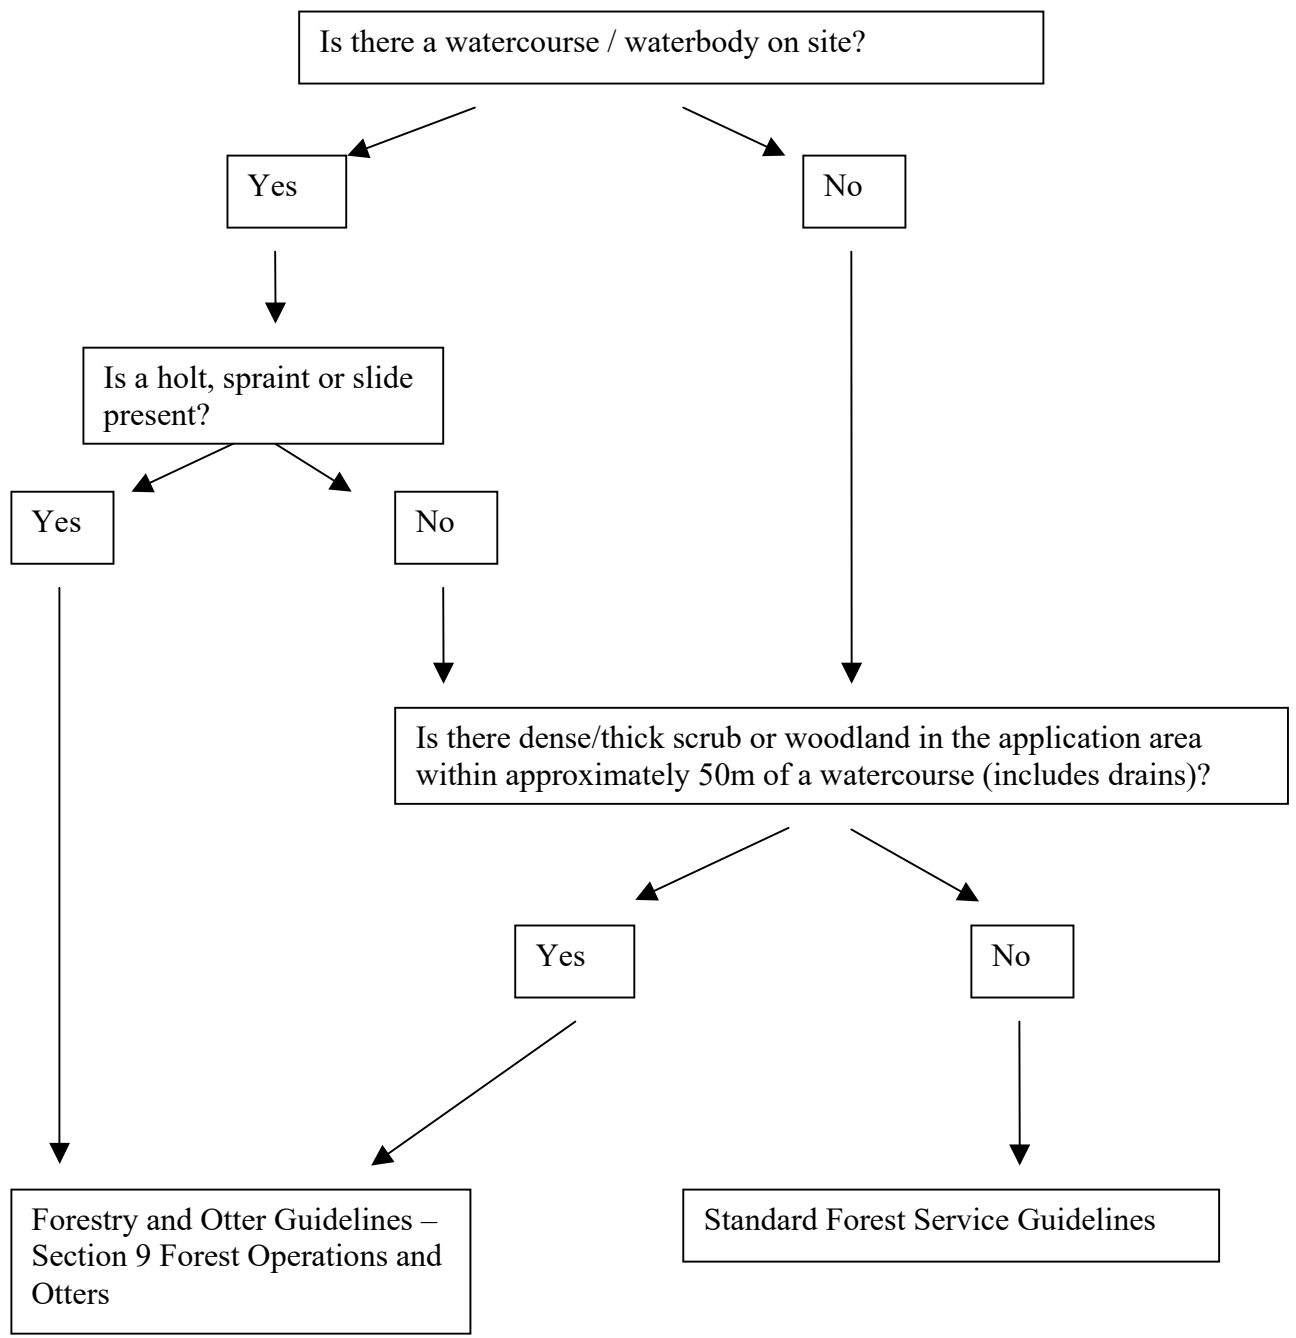 Is there a watercourse / waterbody on site?
Yes
No
Is a holt, spraint or slide
present?
Yes
No
Is there dense/thick scrub or woodland in the application area
within approximately 50m of a watercourse (includes drains)?
Yes
No
Forestry and Otter Guidelines –
Section 9 Forest Operations and
Otters
Standard Forest Service Guidelines